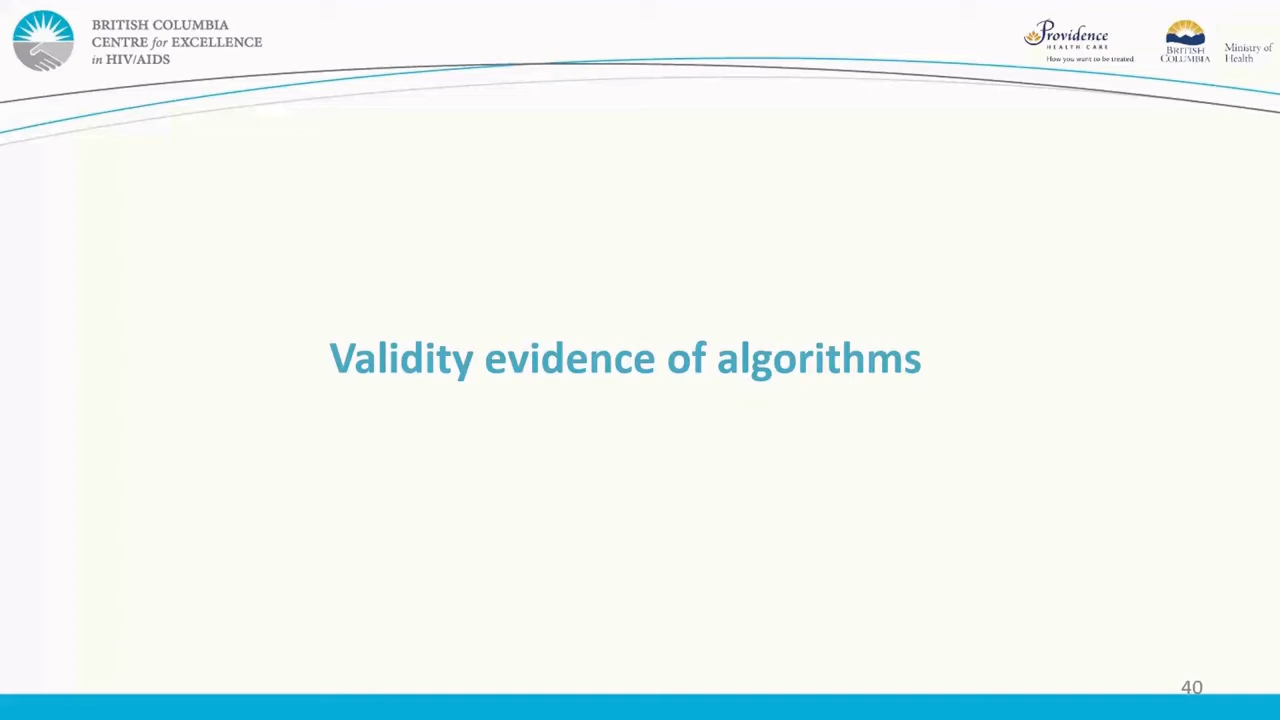 BRITISH COLUMBIA
CENTRE for EXCELLENCE
in HIV/AIDS
Providence
HEALTH CARE
How you want to be treated.
BRITISH
COLUMBIA
Ministry of
Health
Validity evidence of algorithms
40